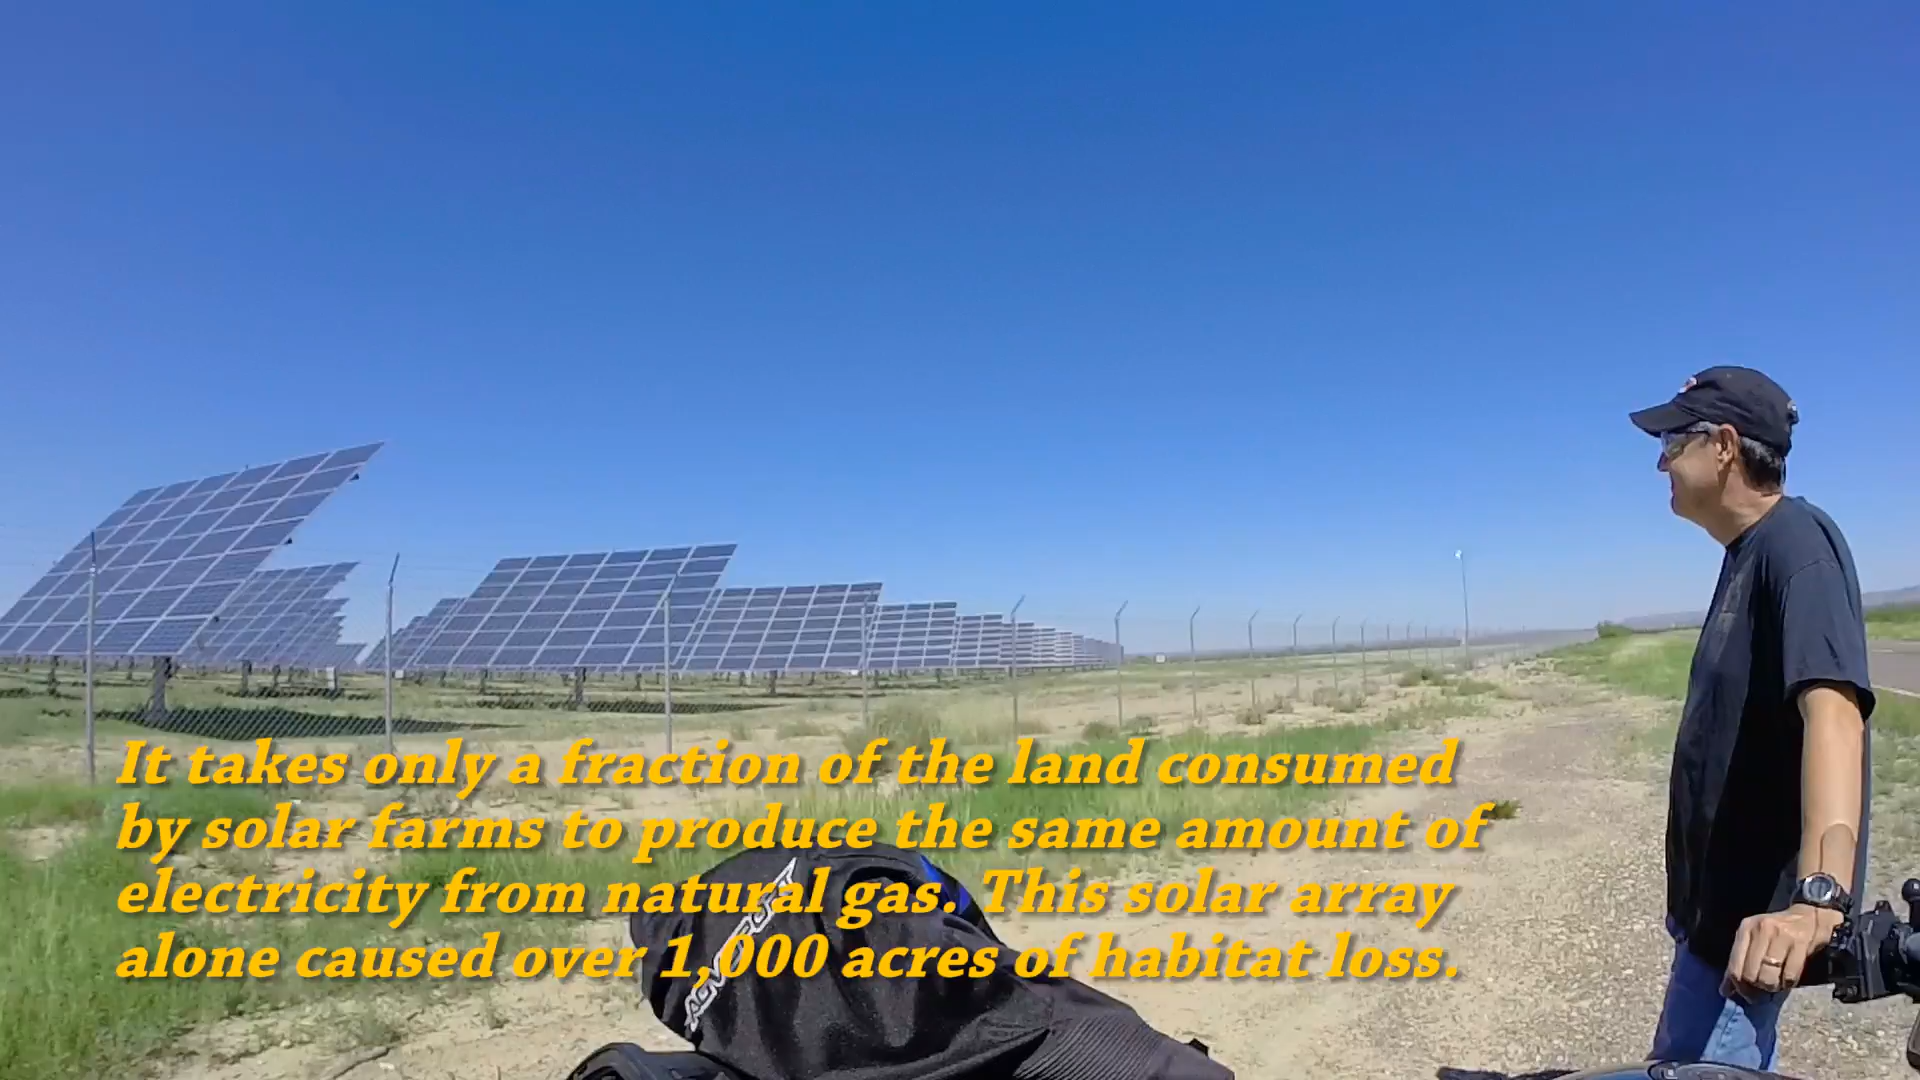 It takes only a fraction of the land consumed
by solar farms to produce the same amount of
electricity from natural gas. This solar array
alone caused over 1,000 acres of habitat loss.